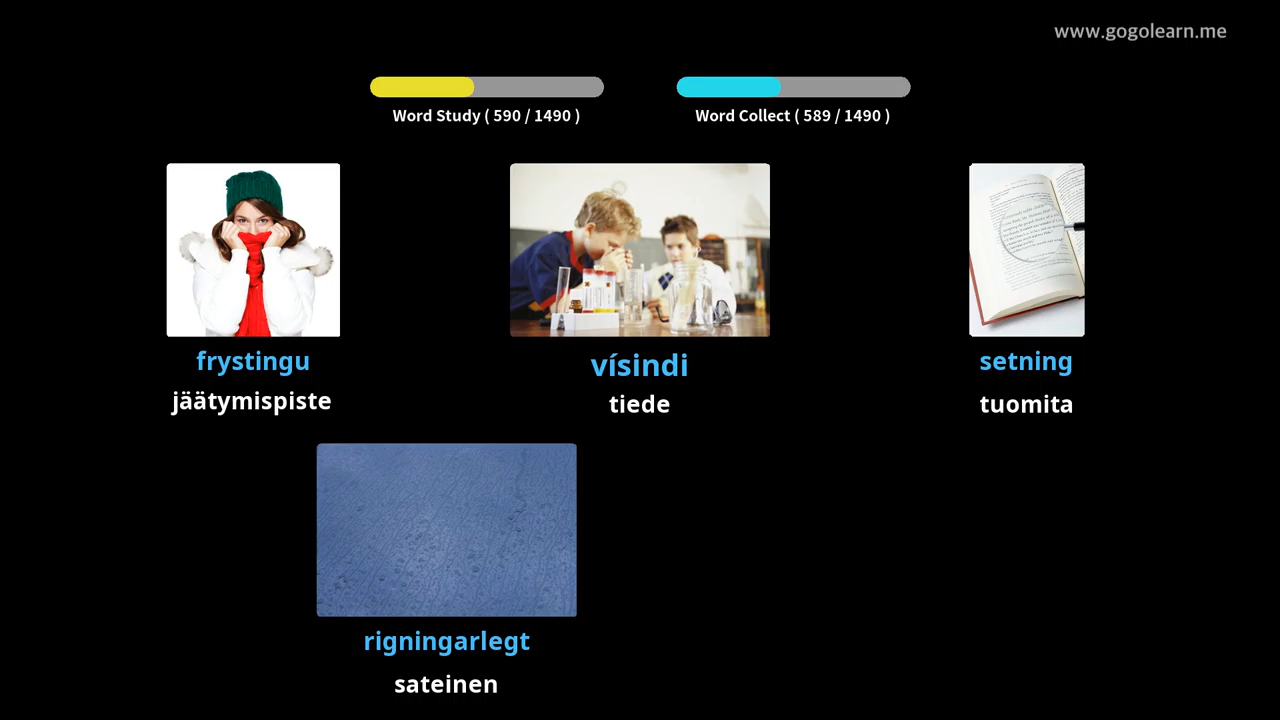 www.gogolearn.me
Word Study ( 590 / 1490 )
Word Collect ( 589 / 1490 )
frystingu
vísindi
setning
jäätymispiste
tiede
tuomita
rigningarlegt
sateinen